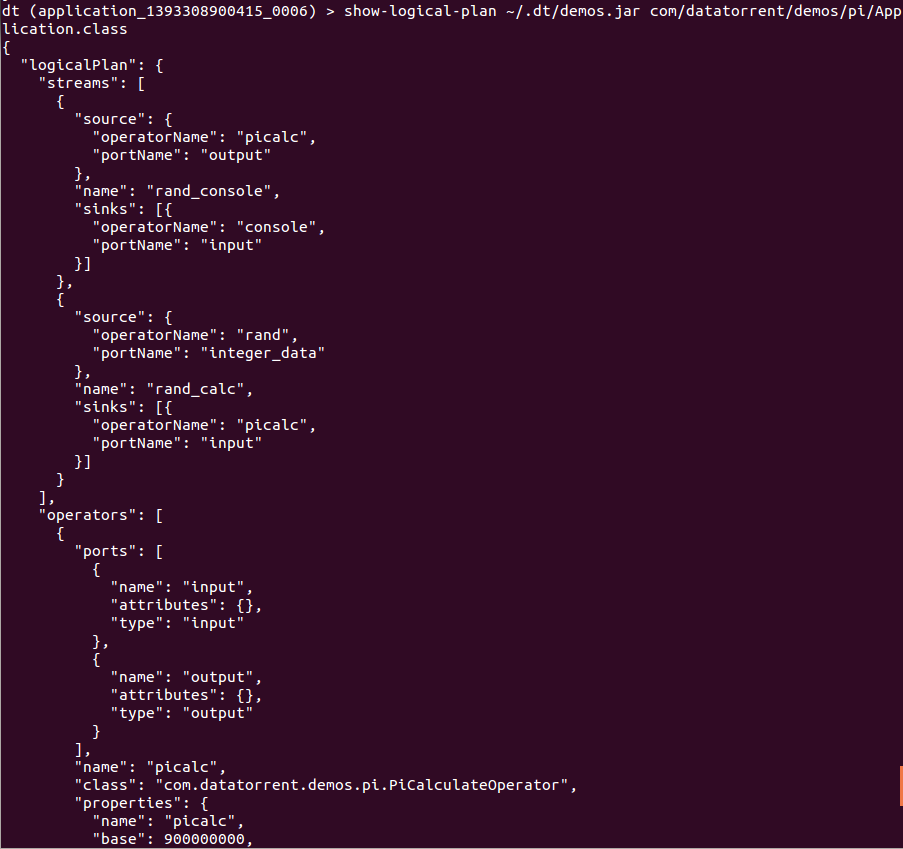 dt (application_1393308900415_0006) > show-logical-plan ~/.dt/demos.jar com/datatorrent/demos/pi/App
lication.class
{
  "logicalPlan": {
    "streams": [
      {
        "source": {
          "operatorName": "picalc",
          "portName": "output"
        },
        "name": "rand_console",
        "sinks": [{
          "operatorName": "console",
          "portName": "input"
        }]
      },
      {
        "source": {
          "operatorName": "rand",
          "portName": "integer_data"
        },
        "name": "rand_calc",
        "sinks": [{
          "operatorName": "picalc",
          "portName": "input"
        }]
      }
    ],
    "operators": [
      {
        "ports": [
          {
            "name": "input",
            "attributes": {},
            "type": "input"
          },
          {
            "name": "output",
            "attributes": {},
            "type": "output"
          }
        ],
        "name": "picalc",
        "class": "com.datatorrent.demos.pi.PiCalculateOperator",
        "properties": {
          "name": "picalc",
          "base": 900000000,